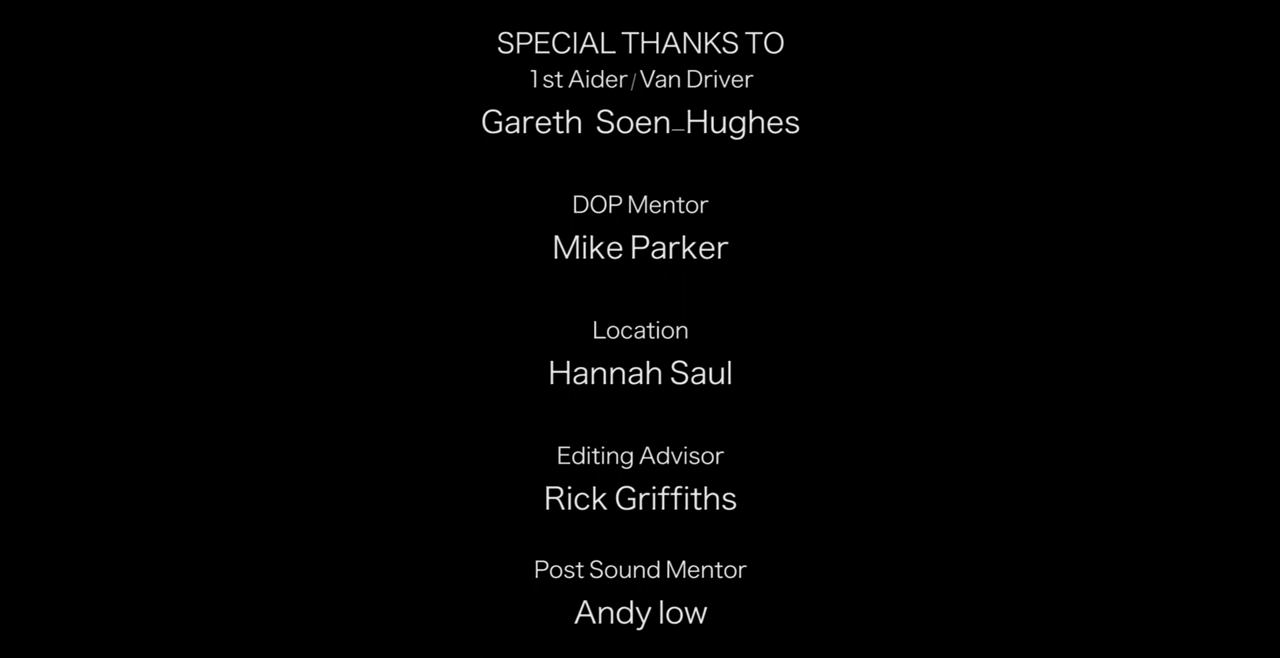 SPECIAL THANKS TO
1st Aider/Van Driver
Gareth Soen_Hughes
DOP Mentor
Mike Parker
Location
Hannah Saul
Editing Advisor
Rick Griffiths
Post Sound Mentor
Andy low